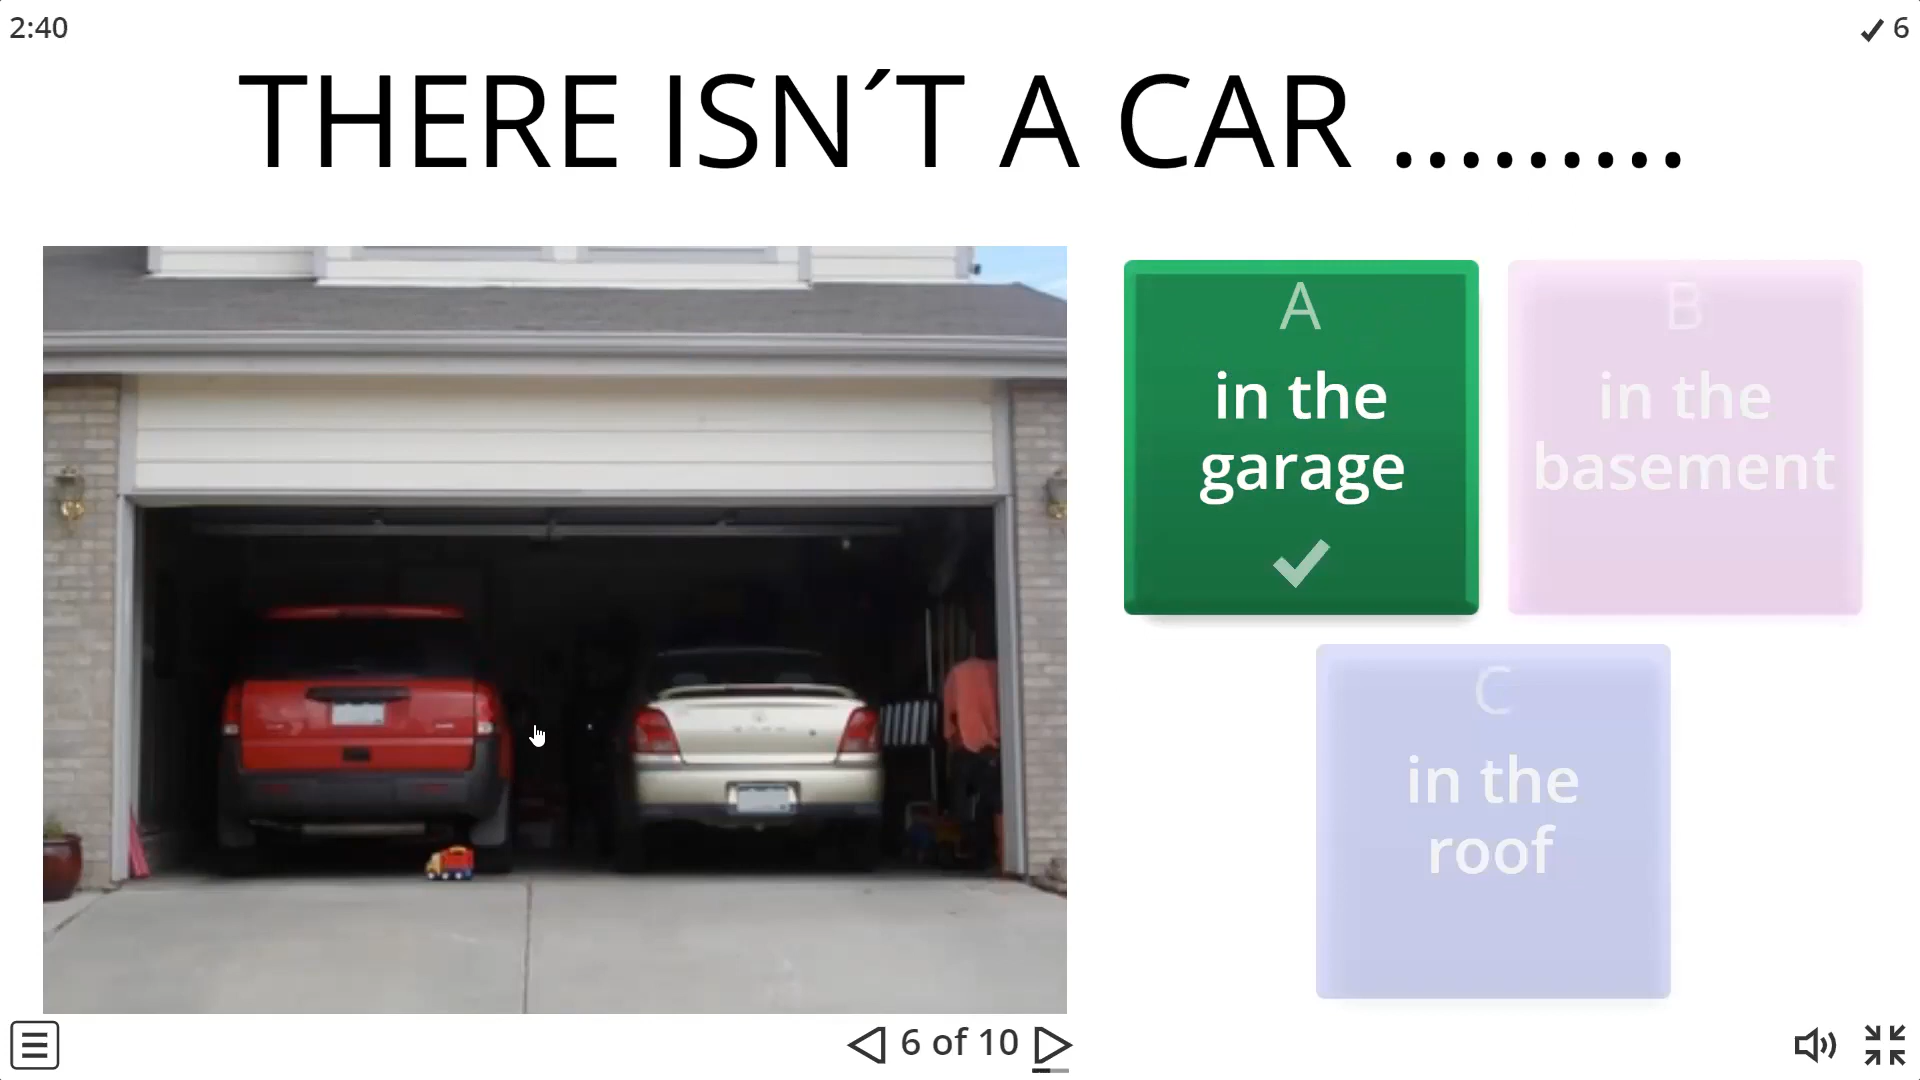 2:40
6
THERE ISN´T A CAR .........
A
in the
garage
B
in the
basement
C
in the
roof
6 of 10